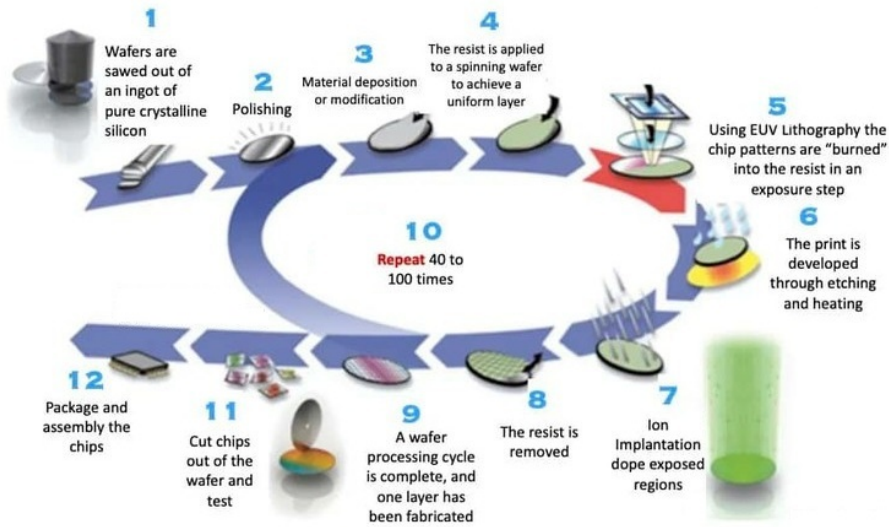 1
Wafers are
sawed out of
an ingot of
pure crystalline
silicon
2
Polishing
3
Material deposition
or modification
4
The resist is applied
to a spinning wafer
to achieve a
uniform layer
5
Using EUV Lithography the
chip patterns are “burned”
into the resist in an
exposure step
6
The print is
developed
through etching
and heating
7
Ion
Implantation
dope exposed
regions
8
The resist is
removed
9
A wafer
processing cycle
is complete, and
one layer has
been fabricated
10
Repeat 40 to
100 times
11
Cut chips
out of the
wafer and
test
12
Package and
assembly the
chips